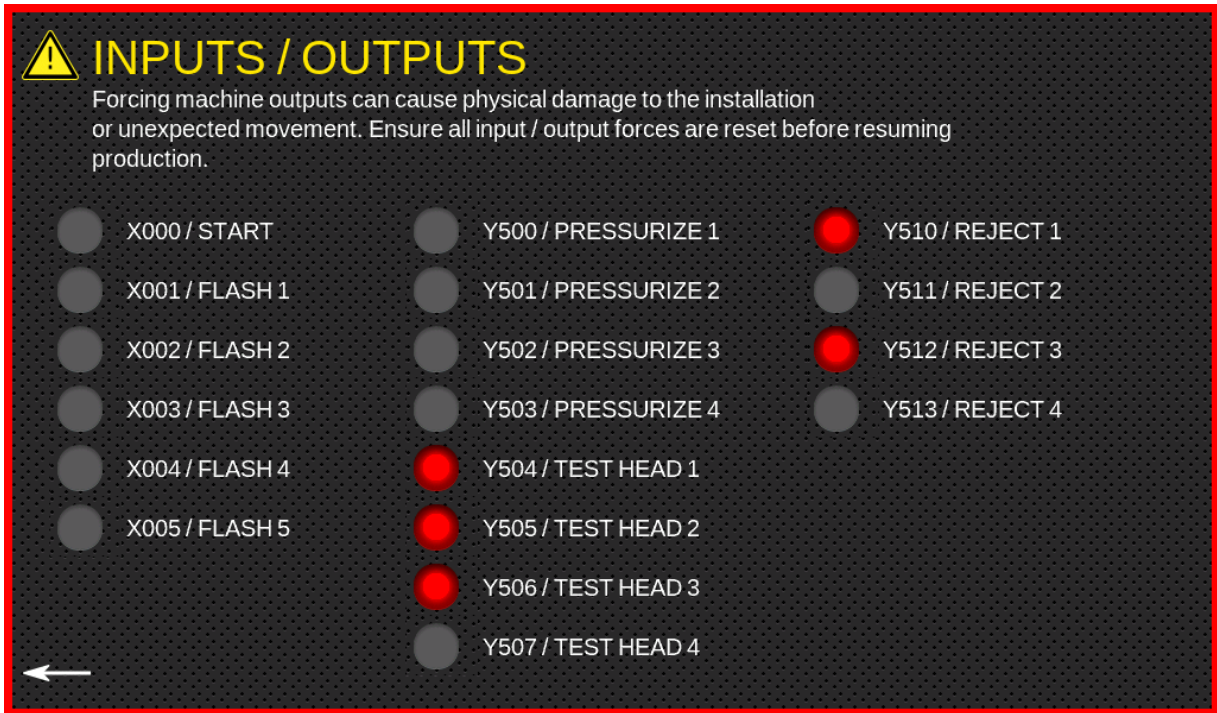 INPUTS / OUTPUTS
Forcing machine outputs can cause physical damage to the installation
or unexpected movement. Ensure all input / output forces are reset before resuming
production.
X000 / START
X001 / FLASH 1
X002 / FLASH 2
X003 / FLASH 3
X004 / FLASH 4
X005 / FLASH 5
Y500 / PRESSURIZE 1
Y501 / PRESSURIZE 2
Y502 / PRESSURIZE 3
Y503 / PRESSURIZE 4
Y504 / TEST HEAD 1
Y505 / TEST HEAD 2
Y506 / TEST HEAD 3
Y507 / TEST HEAD 4
Y510 / REJECT 1
Y511 / REJECT 2
Y512 / REJECT 3
Y513 / REJECT 4